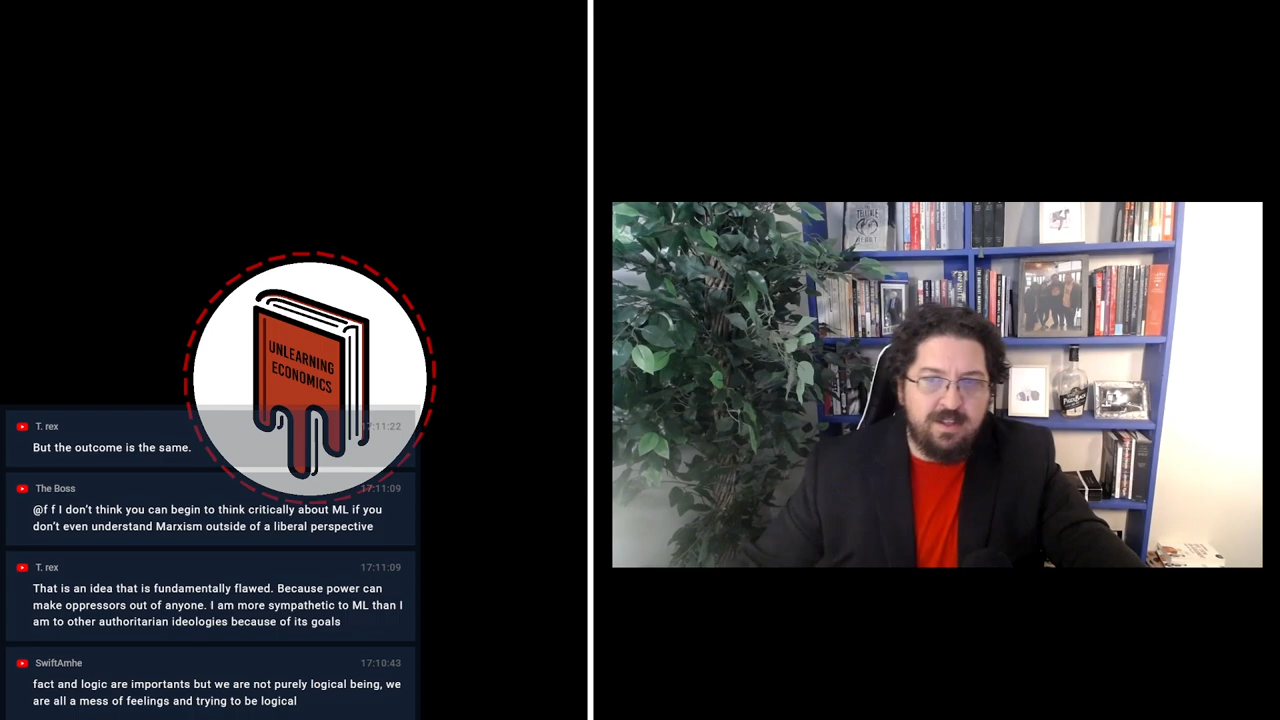 UNLEARNING
ECONOMICS
T. rex
17:11:22
But the outcome is the same.
The Boss
17:11:09
@f f I don’t think you can begin to think critically about ML if you
don’t even understand Marxism outside of a liberal perspective
T. rex
17:11:09
That is an idea that is fundamentally flawed. Because power can
make oppressors out of anyone. I am more sympathetic to ML than I
am to other authoritarian ideologies because of its goals
SwiftAmhe
17:10:43
fact and logic are importants but we are not purely logical being, we
are all a mess of feelings and trying to be logical